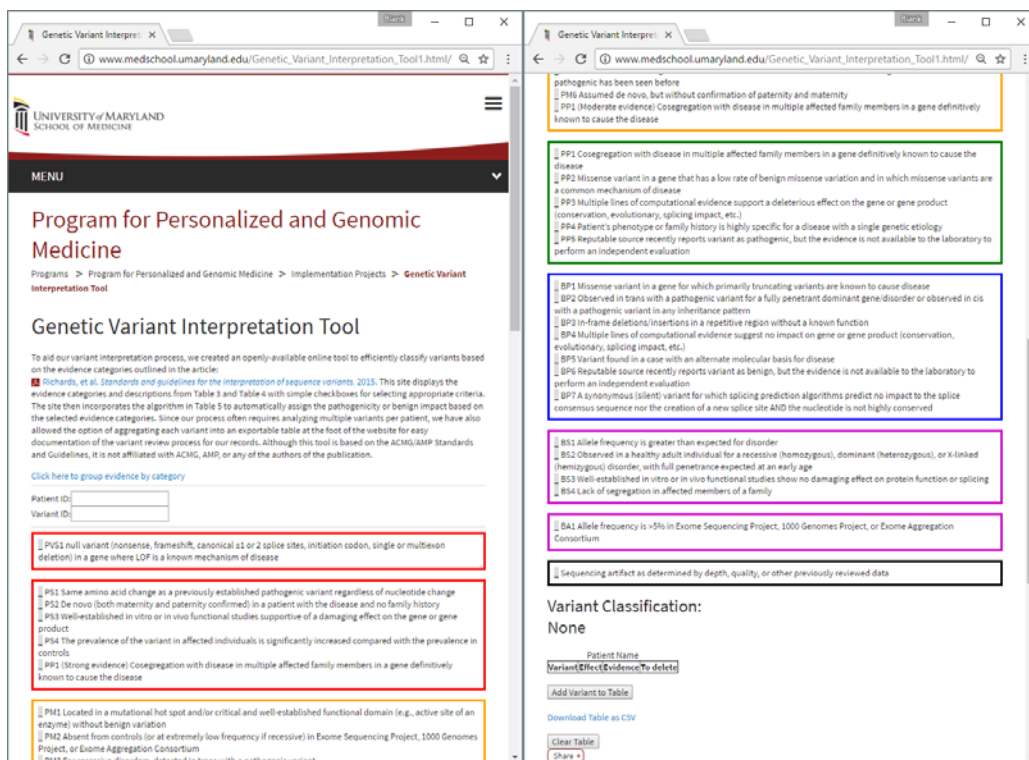 Blank
Genetic Variant Interpret
www.medschool.umaryland.edu/Genetic_Variant_Interpretation_Tool1.html/
UNIVERSITY of MARYLAND
SCHOOL OF MEDICINE
MENU
Program for Personalized and Genomic
Medicine
Programs > Program for Personalized and Genomic Medicine > Implementation Projects > Genetic Variant
Interpretation Tool
Genetic Variant Interpretation Tool
To aid our variant interpretation process, we created an openly-available online tool to efficiently classify variants based
on the evidence categories outlined in the article:
Richards, et al. Standards and guidelines for the interpretation of sequence variants. 2015. This site displays the
evidence categories and descriptions from Table 3 and Table 4 with simple checkboxes for selecting appropriate criteria.
The site then incorporates the algorithm in Table 5 to automatically assign the pathogenicity or benign impact based on
the selected evidence categories. Since our process often requires analyzing multiple variants per patient, we have also
allowed the option of aggregating each variant into an exportable table at the foot of the website for easy
documentation of the variant review process for our records. Although this tool is based on the ACMG/AMP Standards
and Guidelines, it is not affiliated with ACMG, AMP, or any of the authors of the publication.
Click here to group evidence by category
Patient ID:
Variant ID:
PVS1 null variant (nonsense, frameshift, canonical ±1 or 2 splice sites, initiation codon, single or multiexon
deletion) in a gene where LOF is a known mechanism of disease
PS1 Same amino acid change as a previously established pathogenic variant regardless of nucleotide change
PS2 De novo (both maternity and paternity confirmed) in a patient with the disease and no family history
PS3 Well-established in vitro or in vivo functional studies supportive of a damaging effect on the gene or gene
product
PS4 The prevalence of the variant in affected individuals is significantly increased compared with the prevalence in
controls
PP1 (Strong evidence) Cosegregation with disease in multiple affected family members in a gene definitively
known to cause the disease
PM1 Located in a mutational hot spot and/or critical and well-established functional domain (e.g., active site of an
enzyme) without benign variation
PM2 Absent from controls (or at extremely low frequency if recessive) in Exome Sequencing Project, 1000 Genomes
Project, or Exome Aggregation Consortium
PM3 For recessive disorders, detected in trans with a pathogenic variant
Blank
Genetic Variant Interpret
www.medschool.umaryland.edu/Genetic_Variant_Interpretation_Tool1.html/
pathogenic has been seen before
PM6 Assumed de novo, but without confirmation of paternity and maternity
PP1 (Moderate evidence) Cosegregation with disease in multiple affected family members in a gene definitively
known to cause the disease
PP1 Cosegregation with disease in multiple affected family members in a gene definitively known to cause the
disease
PP2 Missense variant in a gene that has a low rate of benign missense variation and in which missense variants are
a common mechanism of disease
PP3 Multiple lines of computational evidence support a deleterious effect on the gene or gene product
(conservation, evolutionary, splicing impact, etc.)
PP4 Patient's phenotype or family history is highly specific for a disease with a single genetic etiology
PP5 Reputable source recently reports variant as pathogenic, but the evidence is not available to the laboratory to
perform an independent evaluation
BP1 Missense variant in a gene for which primarily truncating variants are known to cause disease
BP2 Observed in trans with a pathogenic variant for a fully penetrant dominant gene/disorder or observed in cis
with a pathogenic variant in any inheritance pattern
BP3 In-frame deletions/insertions in a repetitive region without a known function
BP4 Multiple lines of computational evidence suggest no impact on gene or gene product (conservation,
evolutionary, splicing impact, etc.)
BP5 Variant found in a case with an alternate molecular basis for disease
BP6 Reputable source recently reports variant as benign, but the evidence is not available to the laboratory to
perform an independent evaluation
BP7 A synonymous (silent) variant for which splicing prediction algorithms predict no impact to the splice
consensus sequence nor the creation of a new splice site AND the nucleotide is not highly conserved
BS1 Allele frequency is greater than expected for disorder
BS2 Observed in a healthy adult individual for a recessive (homozygous), dominant (heterozygous), or X-linked
(hemizygous) disorder, with full penetrance expected at an early age
BS3 Well-established in vitro or in vivo functional studies show no damaging effect on protein function or splicing
BS4 Lack of segregation in affected members of a family
BA1 Allele frequency is >5% in Exome Sequencing Project, 1000 Genomes Project, or Exome Aggregation
Consortium
Sequencing artifact as determined by depth, quality, or other previously reviewed data
Variant Classification:
None
Patient Name
Variant Effect Evidence To delete
Add Variant to Table
Download Table as CSV
Clear Table
Share +